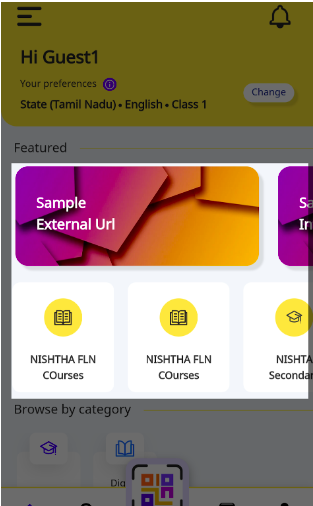 Hi Guest1
Your preferences
Change
State (Tamil Nadu) • English • Class 1
Featured
Sample
External Url
Sa
In
NISHTHA FLN
COurses
NISHTHA FLN
COurses
NISHTA
Secondar
Browse by category
Dig